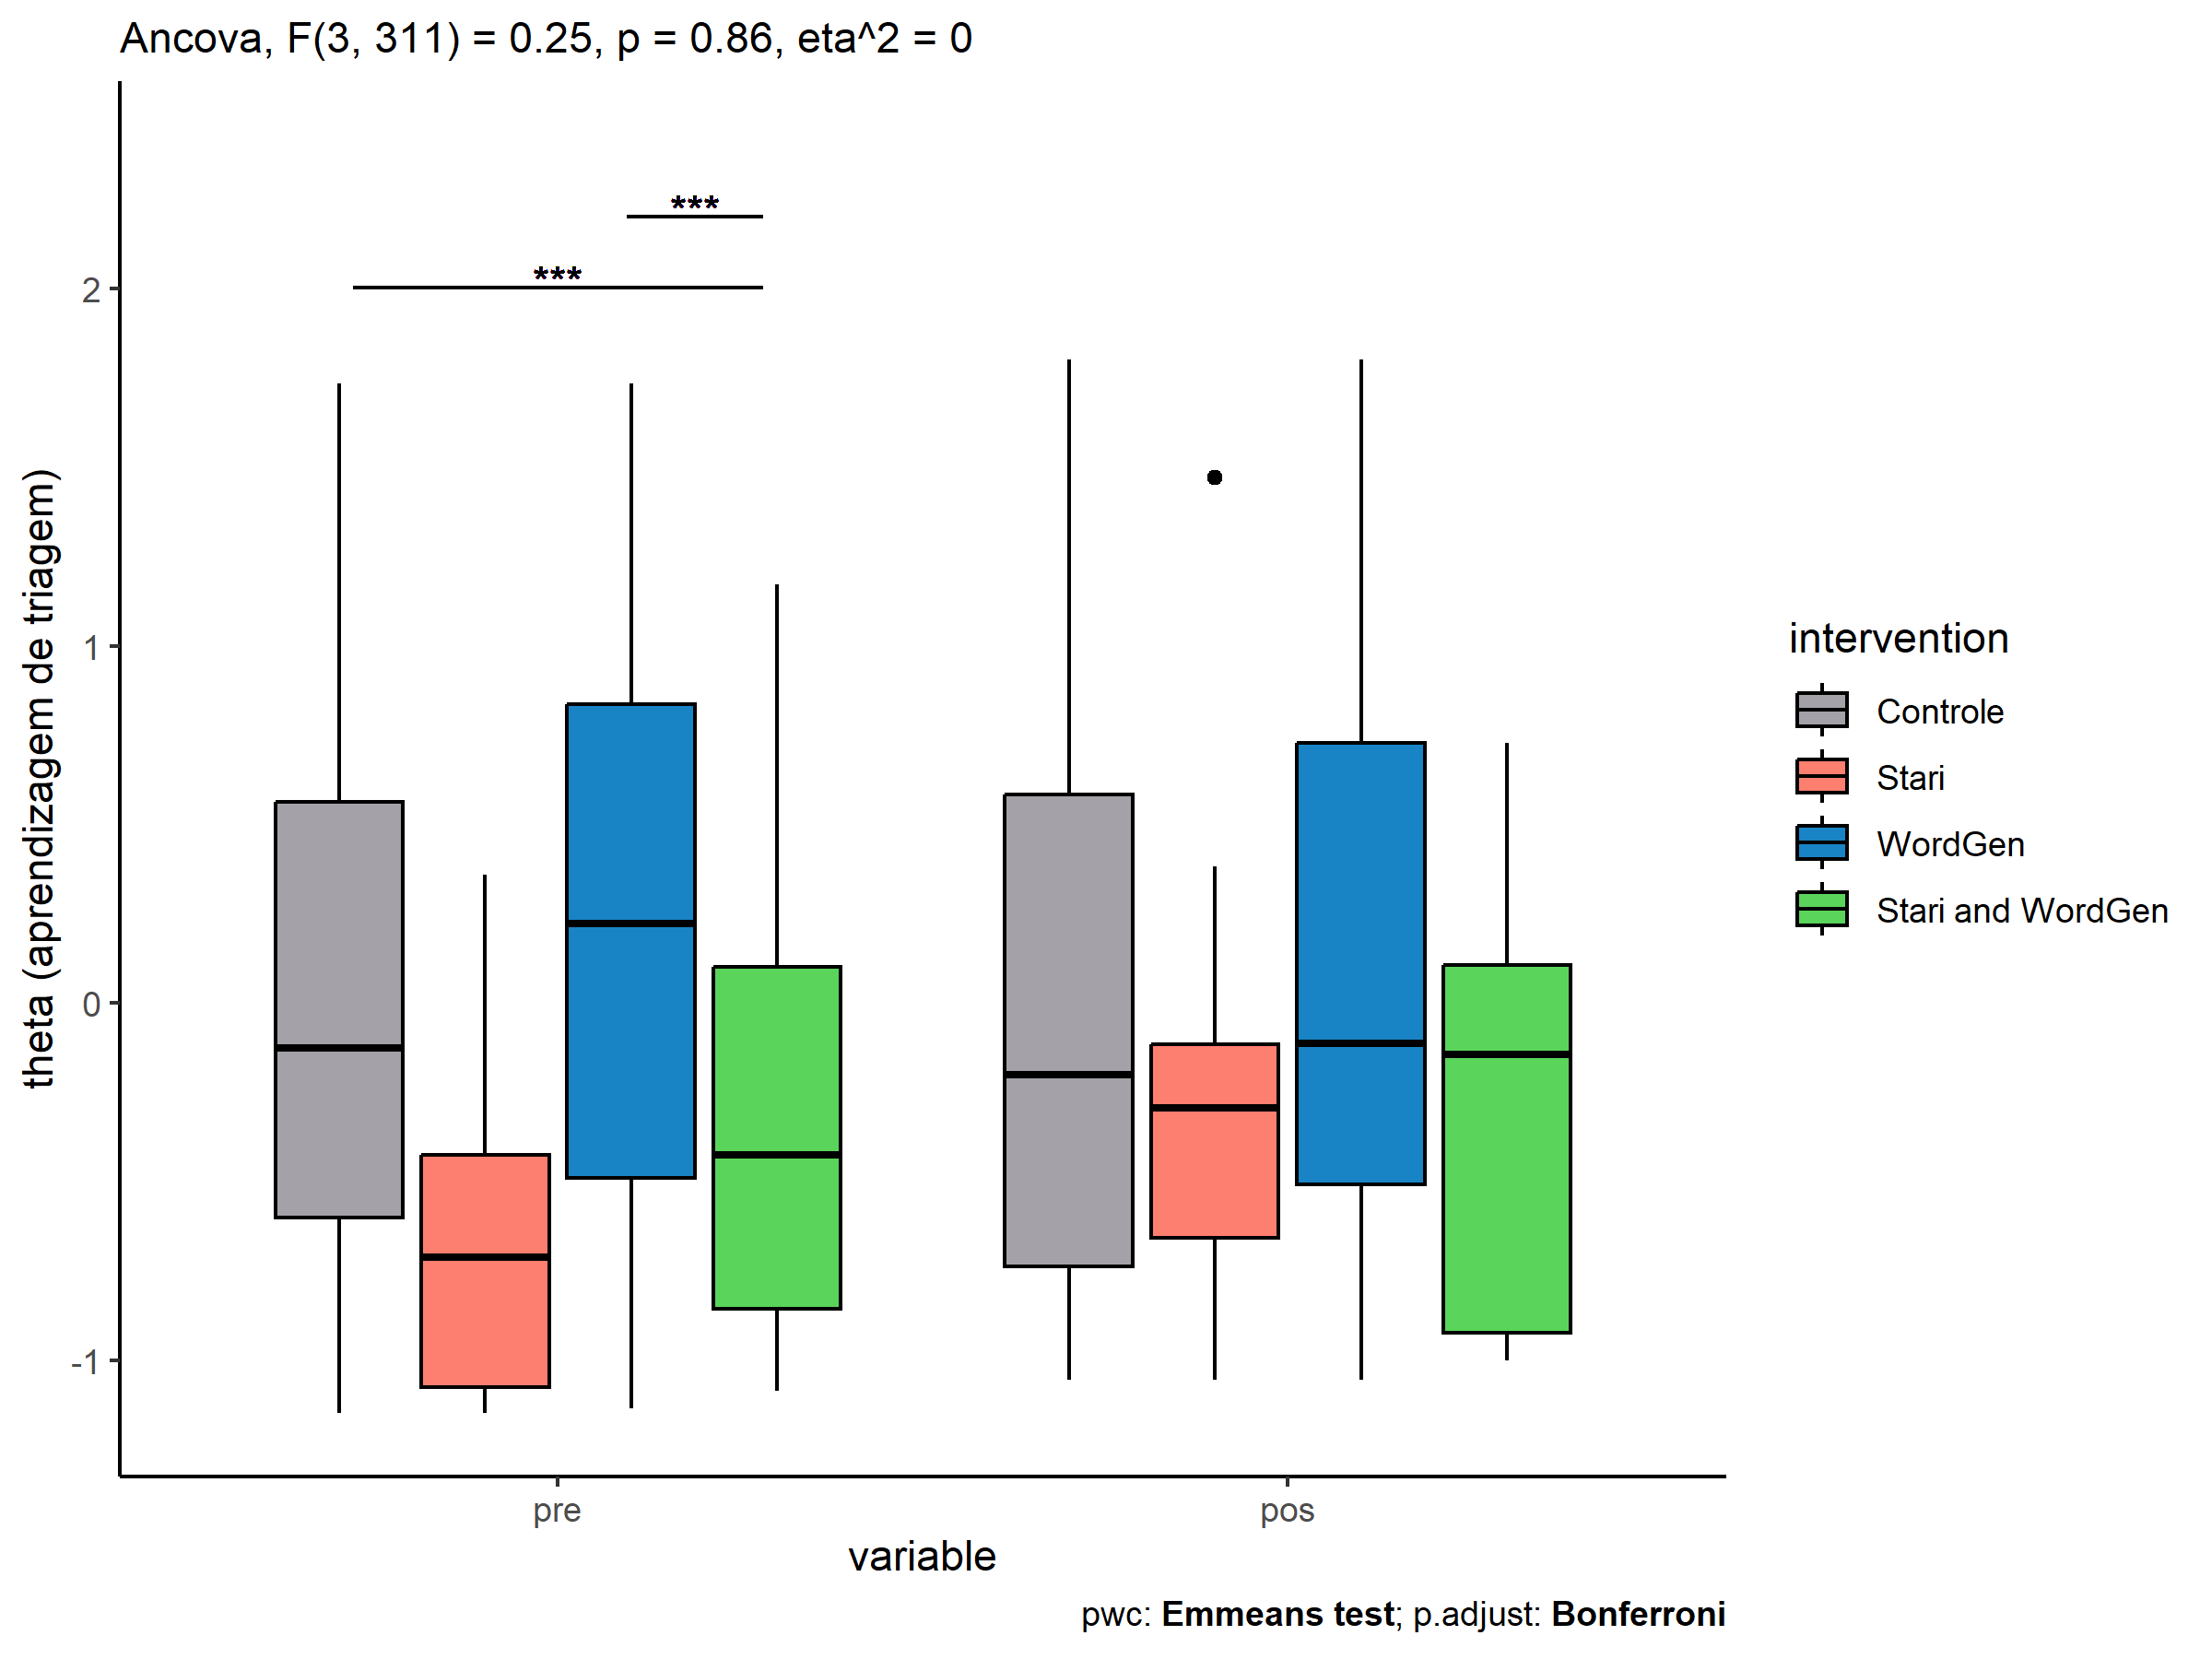 Ancova, F(3, 311) = 0.25, p = 0.86, eta^2 = 0
***
***
2
1
0
-1
theta (aprendizagem de triagem)
pre
pos
variable
intervention
Controle
Stari
WordGen
Stari and WordGen
pwc: Emmeans test; p.adjust: Bonferroni